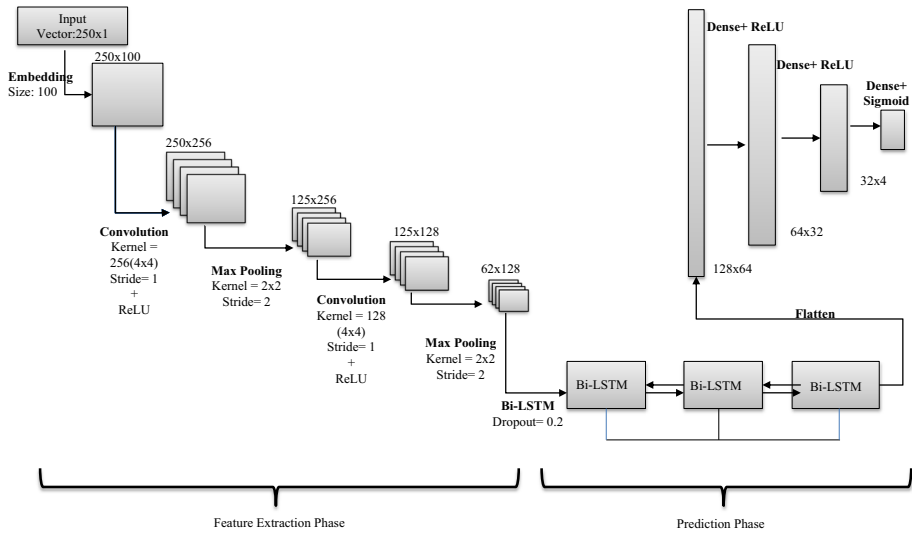 Input
Vector:250x1
250x100
Embedding
Size: 100
250x256
Convolution
Kernel =
256(4x4)
Stride= 1
+
ReLU
125x256
Max Pooling
Kernel = 2x2
Stride= 2
125x128
Convolution
Kernel = 128
(4x4)
Stride= 1
+
ReLU
62x128
Max Pooling
Kernel = 2x2
Stride= 2
Bi-LSTM
Dropout= 0.2
Bi-LSTM
Bi-LSTM
Bi-LSTM
Flatten
128x64
Dense+ ReLU
64x32
Dense+ ReLU
32x4
Dense+
Sigmoid
Feature Extraction Phase
Prediction Phase